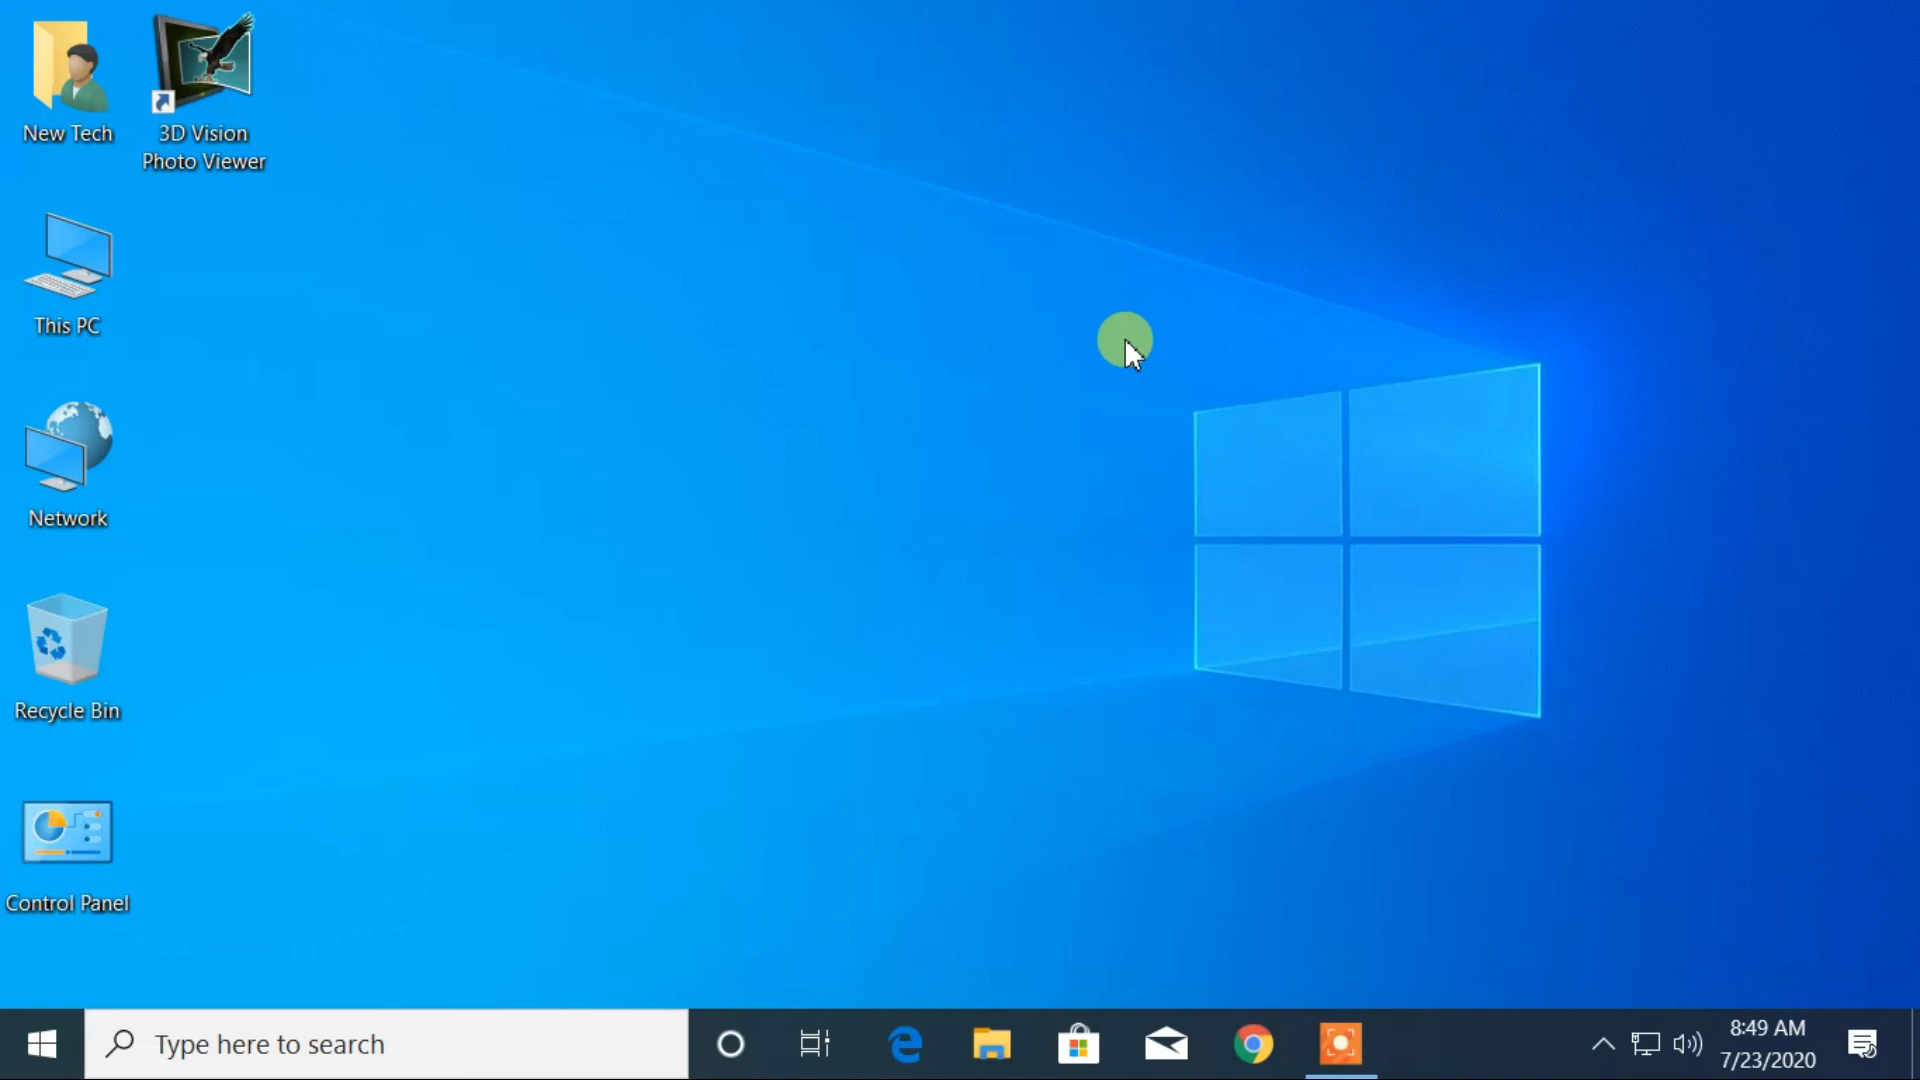 New Tech
3D Vision
Photo Viewer
This PC
Network
Recycle Bin
Control Panel
Type here to search
8:49 AM
7/23/2020